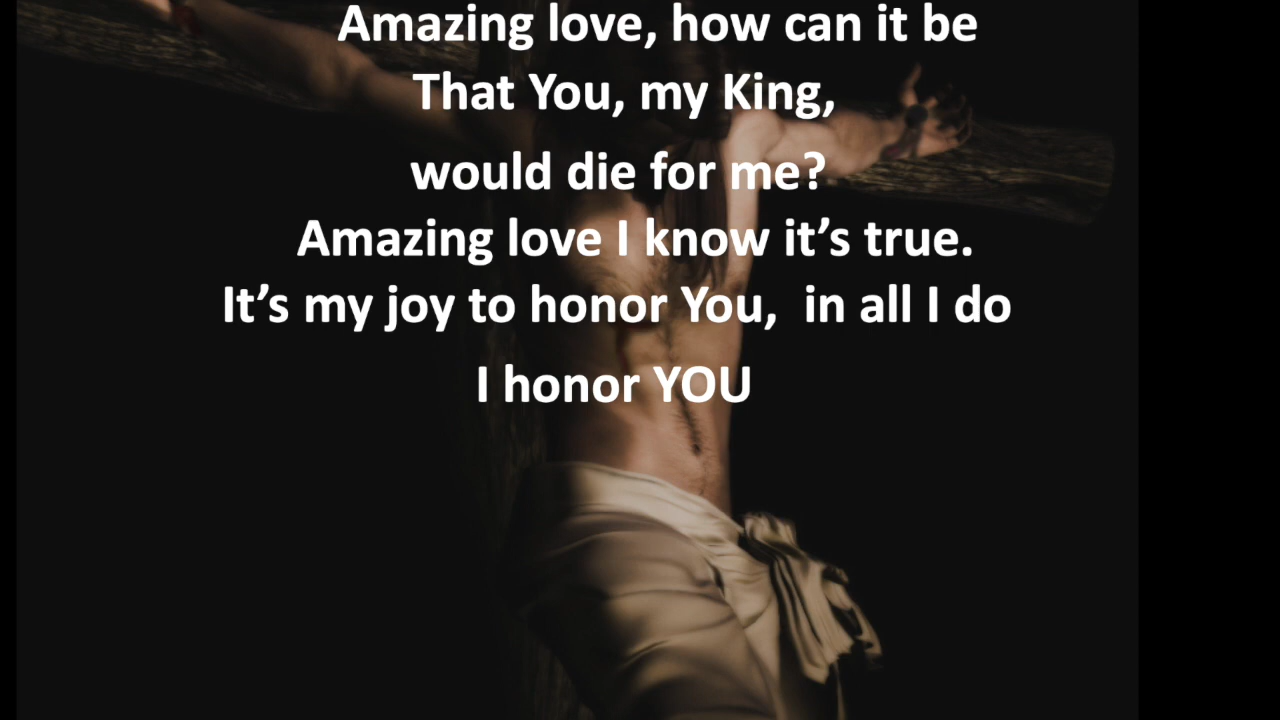 Amazing love, how can it be
That You, my King,
would die for me?
Amazing love I know it’s true.
It’s my joy to honor You,  in all I do
I honor YOU